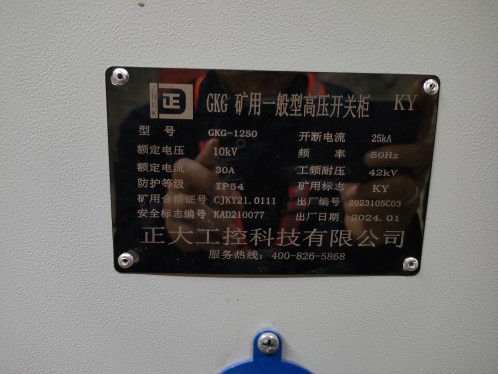 正 GKG 矿用一般型高压开关柜 KY
型号 GKG-1250 开断电流 25kA
额定电压 10kV 频率 50Hz
额定电流 30A 工频耐压 42kV
防护等级 IP54 矿用标志 KY
矿用合格证号 CJKY21.0111 出厂编号 2023105C03
安全标志编号 KAD210077 出厂日期 2024.01
正大工控科技有限公司
服务热线：400-826-5868